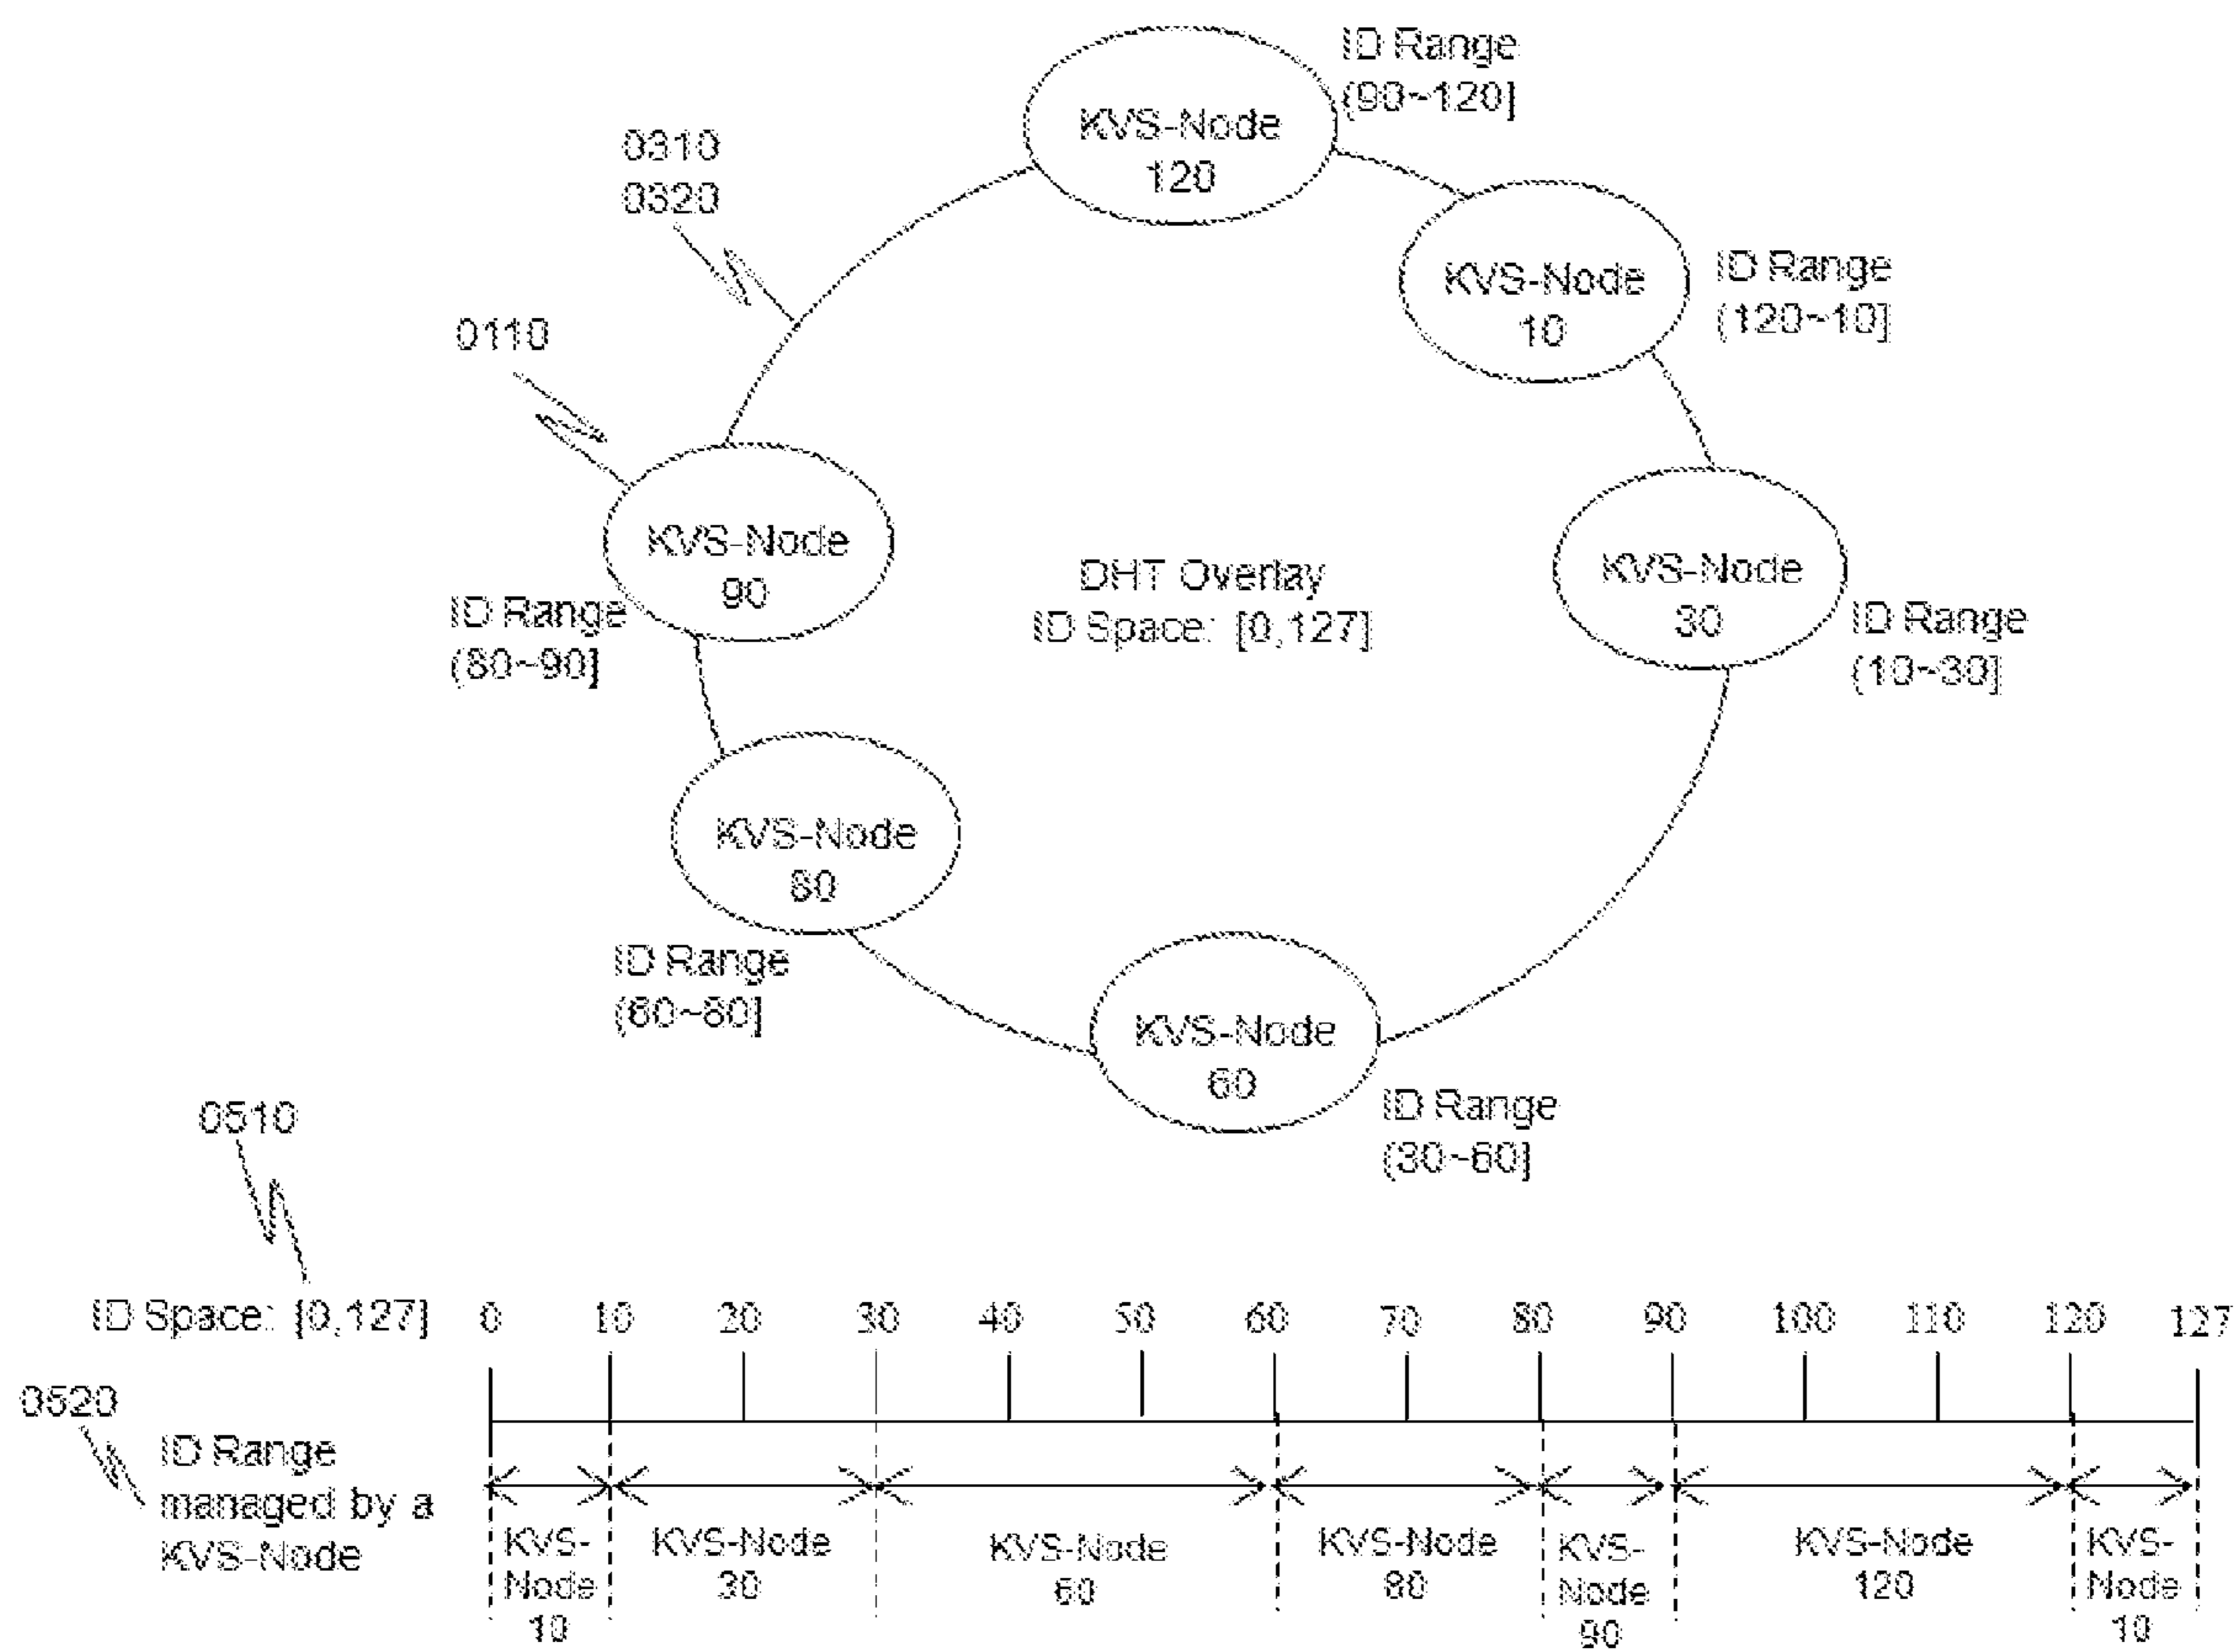 ID Range
(90~120]
KVS-Node
120
0310
0320
KVS-Node
10
ID Range
(120~10]
0110
KVS-Node
90
ID Range
(80~90]
DHT Overlay
ID Space: [0,127]
KVS-Node
30
ID Range
(10~30]
KVS-Node
80
ID Range
(60~80]
KVS-Node
60
ID Range
(30~60]
0510
ID Space: [0,127] 0 10 20 30 40 50 60 70 80 90 100 110 120 127
0520
ID Range
managed by a
KVS-Node
KVS-
Node
10
KVS-Node
30
KVS-Node
60
KVS-Node
80
KVS-
Node
90
KVS-Node
120
KVS-
Node
10